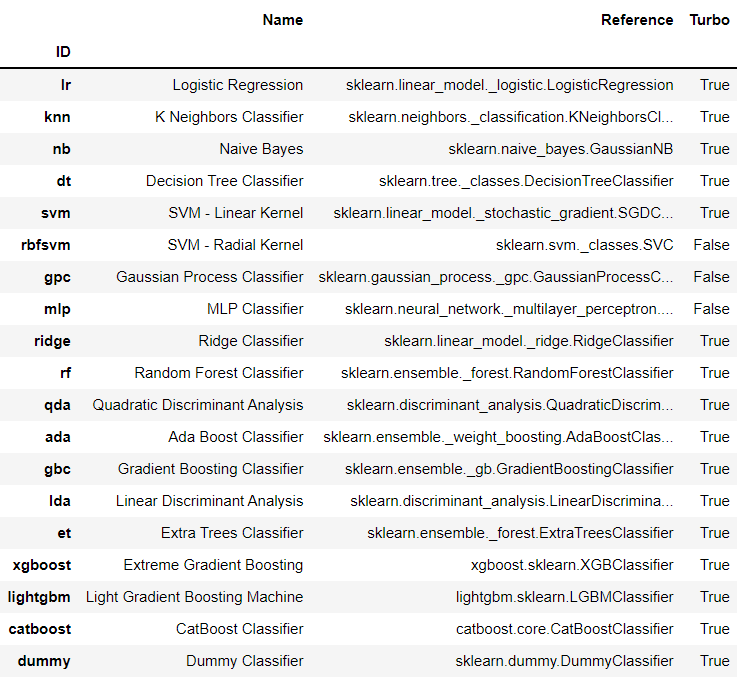 Name Reference Turbo
ID
lr Logistic Regression sklearn.linear_model._logistic.LogisticRegression True
knn K Neighbors Classifier sklearn.neighbors._classification.KNeighborsCl... True
nb Naive Bayes sklearn.naive_bayes.GaussianNB True
dt Decision Tree Classifier sklearn.tree._classes.DecisionTreeClassifier True
svm SVM - Linear Kernel sklearn.linear_model._stochastic_gradient.SGDC... True
rbfsvm SVM - Radial Kernel sklearn.svm._classes.SVC False
gpc Gaussian Process Classifier sklearn.gaussian_process._gpc.GaussianProcessC... False
mlp MLP Classifier sklearn.neural_network._multilayer_perceptron.... False
ridge Ridge Classifier sklearn.linear_model._ridge.RidgeClassifier True
rf Random Forest Classifier sklearn.ensemble._forest.RandomForestClassifier True
qda Quadratic Discriminant Analysis sklearn.discriminant_analysis.QuadraticDiscrim... True
ada Ada Boost Classifier sklearn.ensemble._weight_boosting.AdaBoostClas... True
gbc Gradient Boosting Classifier sklearn.ensemble._gb.GradientBoostingClassifier True
lda Linear Discriminant Analysis sklearn.discriminant_analysis.LinearDiscrimina... True
et Extra Trees Classifier sklearn.ensemble._forest.ExtraTreesClassifier True
xgboost Extreme Gradient Boosting xgboost.sklearn.XGBClassifier True
lightgbm Light Gradient Boosting Machine lightgbm.sklearn.LGBMClassifier True
catboost CatBoost Classifier catboost.core.CatBoostClassifier True
dummy Dummy Classifier sklearn.dummy.DummyClassifier True